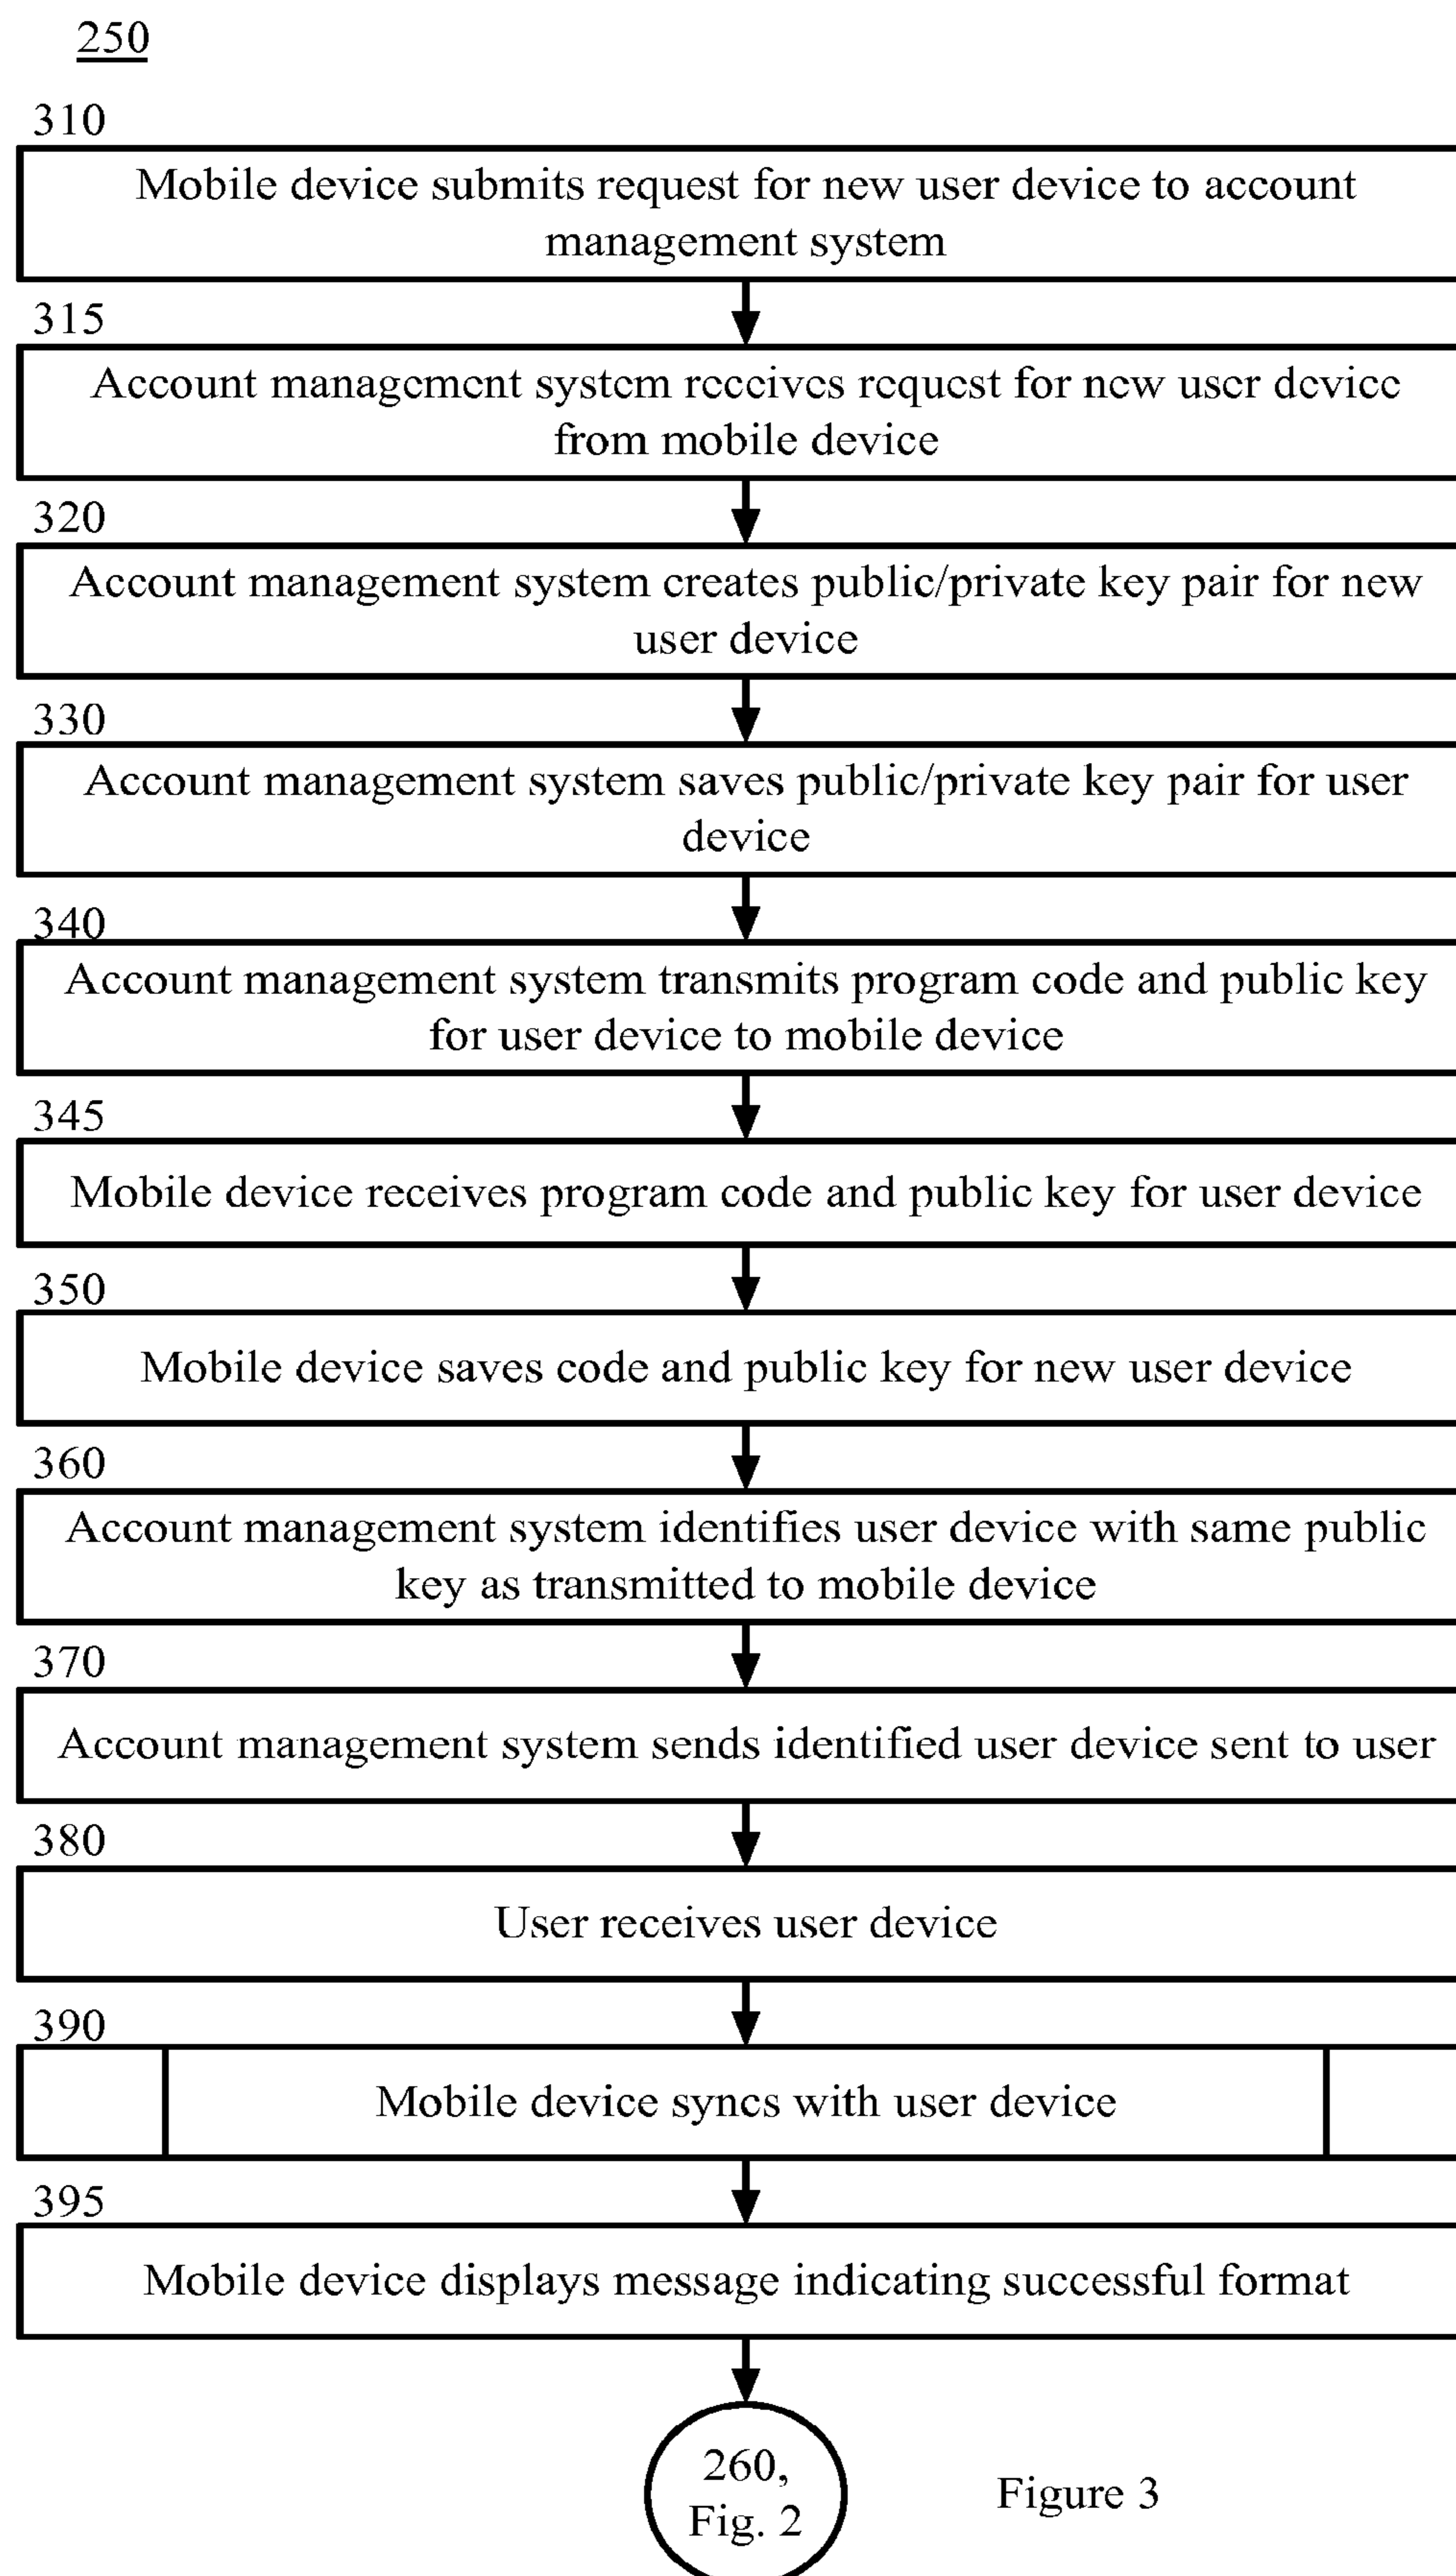 250
310
Mobile device submits request for new user device to account
management system
315
Account management system receives request for new user device
from mobile device
320
Account management system creates public/private key pair for new
user device
330
Account management system saves public/private key pair for user
device
340
Account management system transmits program code and public key
for user device to mobile device
345
Mobile device receives program code and public key for user device
350
Mobile device saves code and public key for new user device
360
Account management system identifies user device with same public
key as transmitted to mobile device
370
Account management system sends identified user device sent to user
380
User receives user device
390
Mobile device syncs with user device
395
Mobile device displays message indicating successful format
260,
Fig. 2
Figure 3